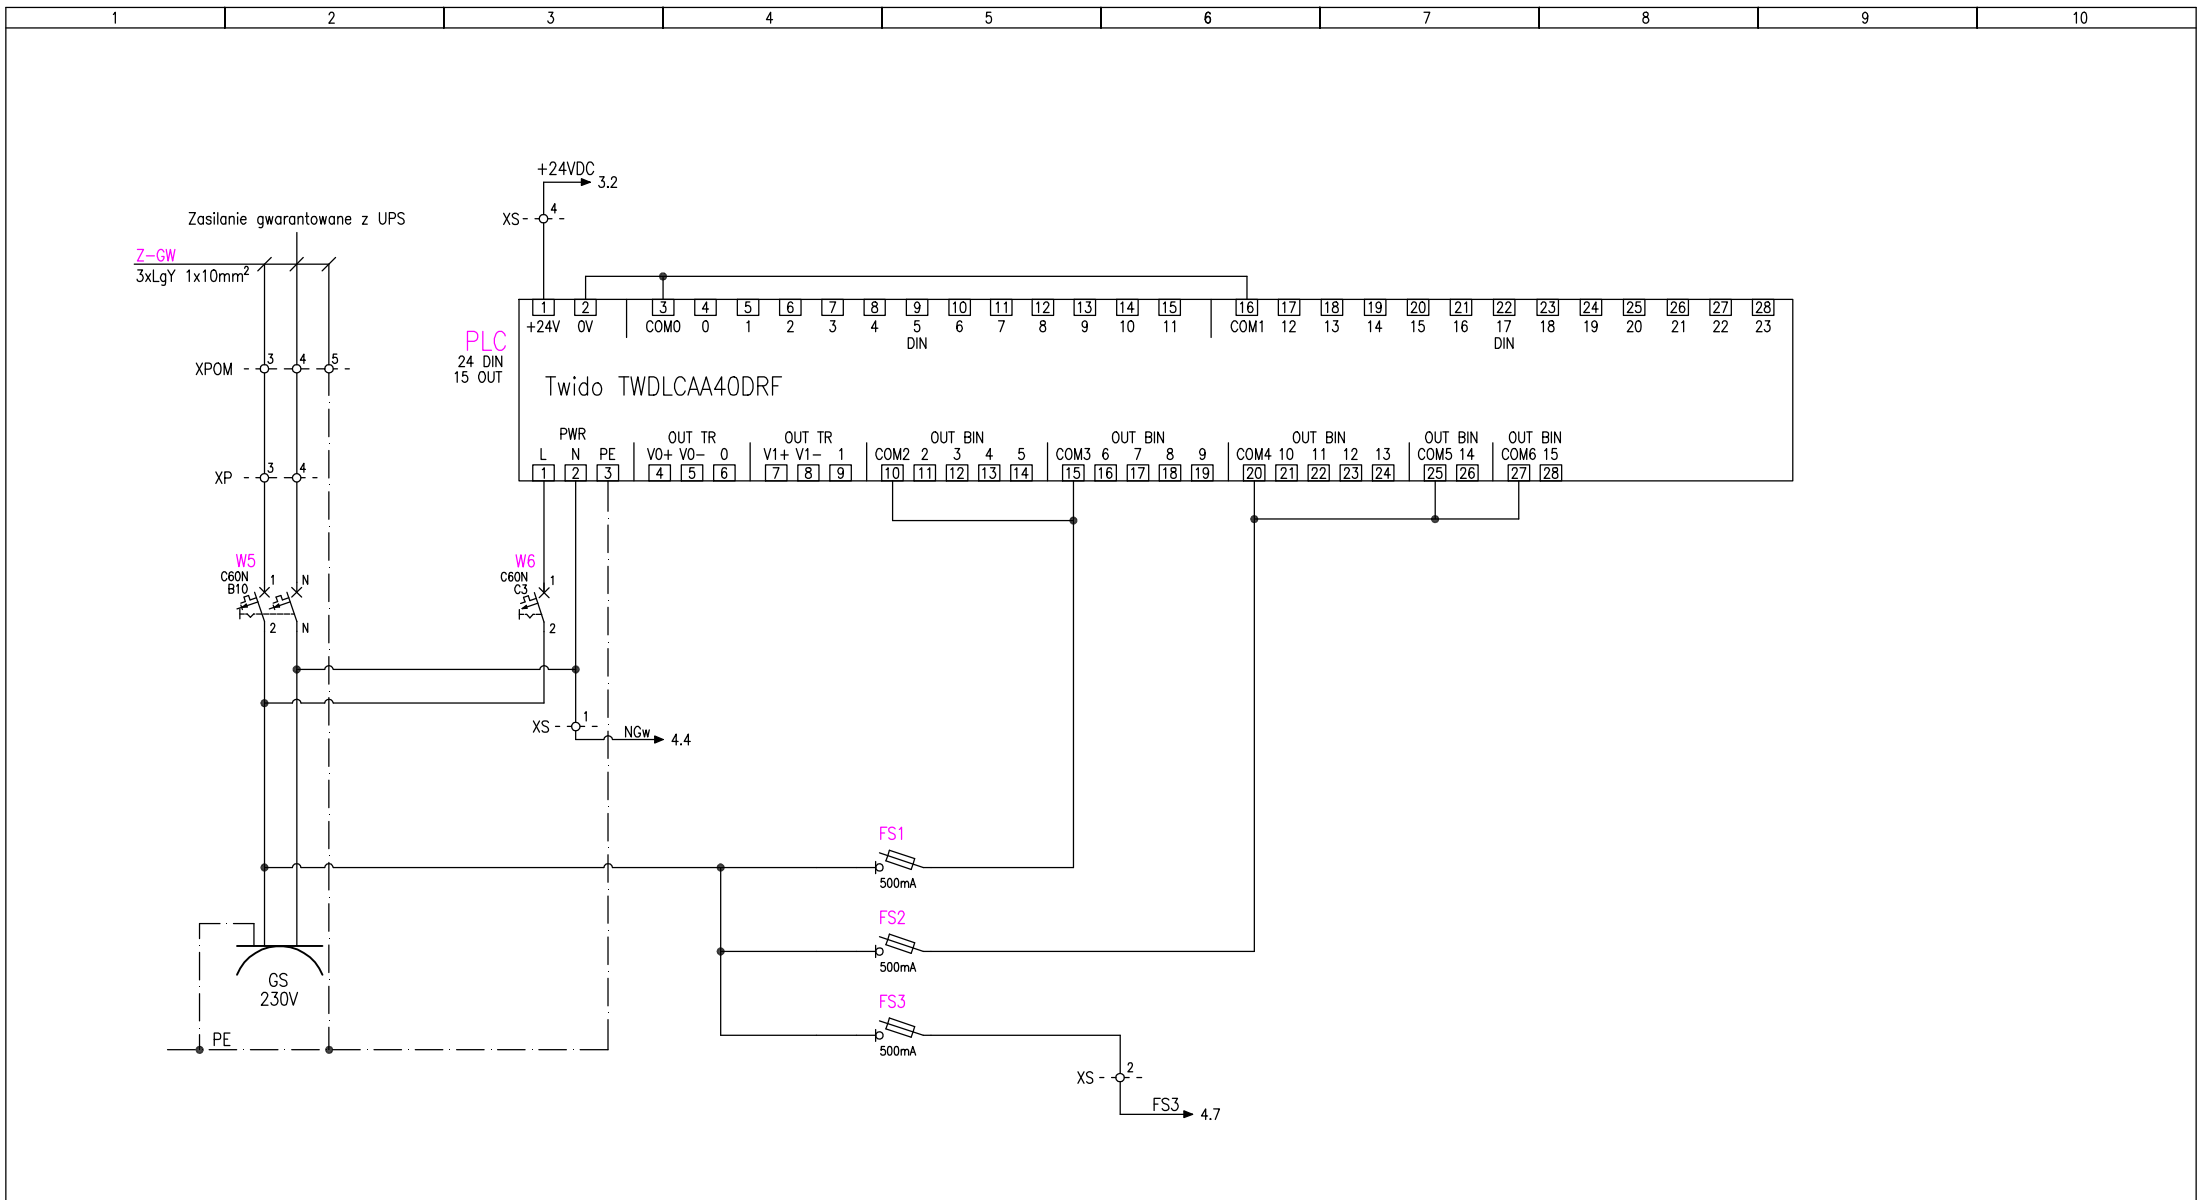 1 2 3 4 5 6 7 8 9 10
+24VDC
3.2
XS 4
Zasilanie gwarantowane z UPS
Z-GW
3xLgY 1x10mm²
1 2 3 4 5 6 7 8 9 10 11 12 13 14 15 16 17 18 19 20 21 22 23 24 25 26 27 28
+24V 0V COM0 0 1 2 3 4 5 6 7 8 9 10 11 COM1 12 13 14 15 16 17 18 19 20 21 22 23
DIN DIN
PLC
24 DIN
15 OUT
XPOM 3 4 5
Twido TWDLCAA40DRF
PWR OUT TR OUT TR OUT BIN OUT BIN OUT BIN OUT BIN OUT BIN
L N PE V0+ V0- 0 V1+ V1- 1 COM2 2 3 4 5 COM3 6 7 8 9 COM4 10 11 12 13 COM5 14 COM6 15
1 2 3 4 5 6 7 8 9 10 11 12 13 14 15 16 17 18 19 20 21 22 23 24 25 26 27 28
XP 3 4
W5
C60N
B10
1 N
2 N
W6
C60N
C3
1
2
XS 1
NGw 4.4
FS1
500mA
FS2
500mA
GS
230V
FS3
500mA
PE
XS 2
FS3 4.7